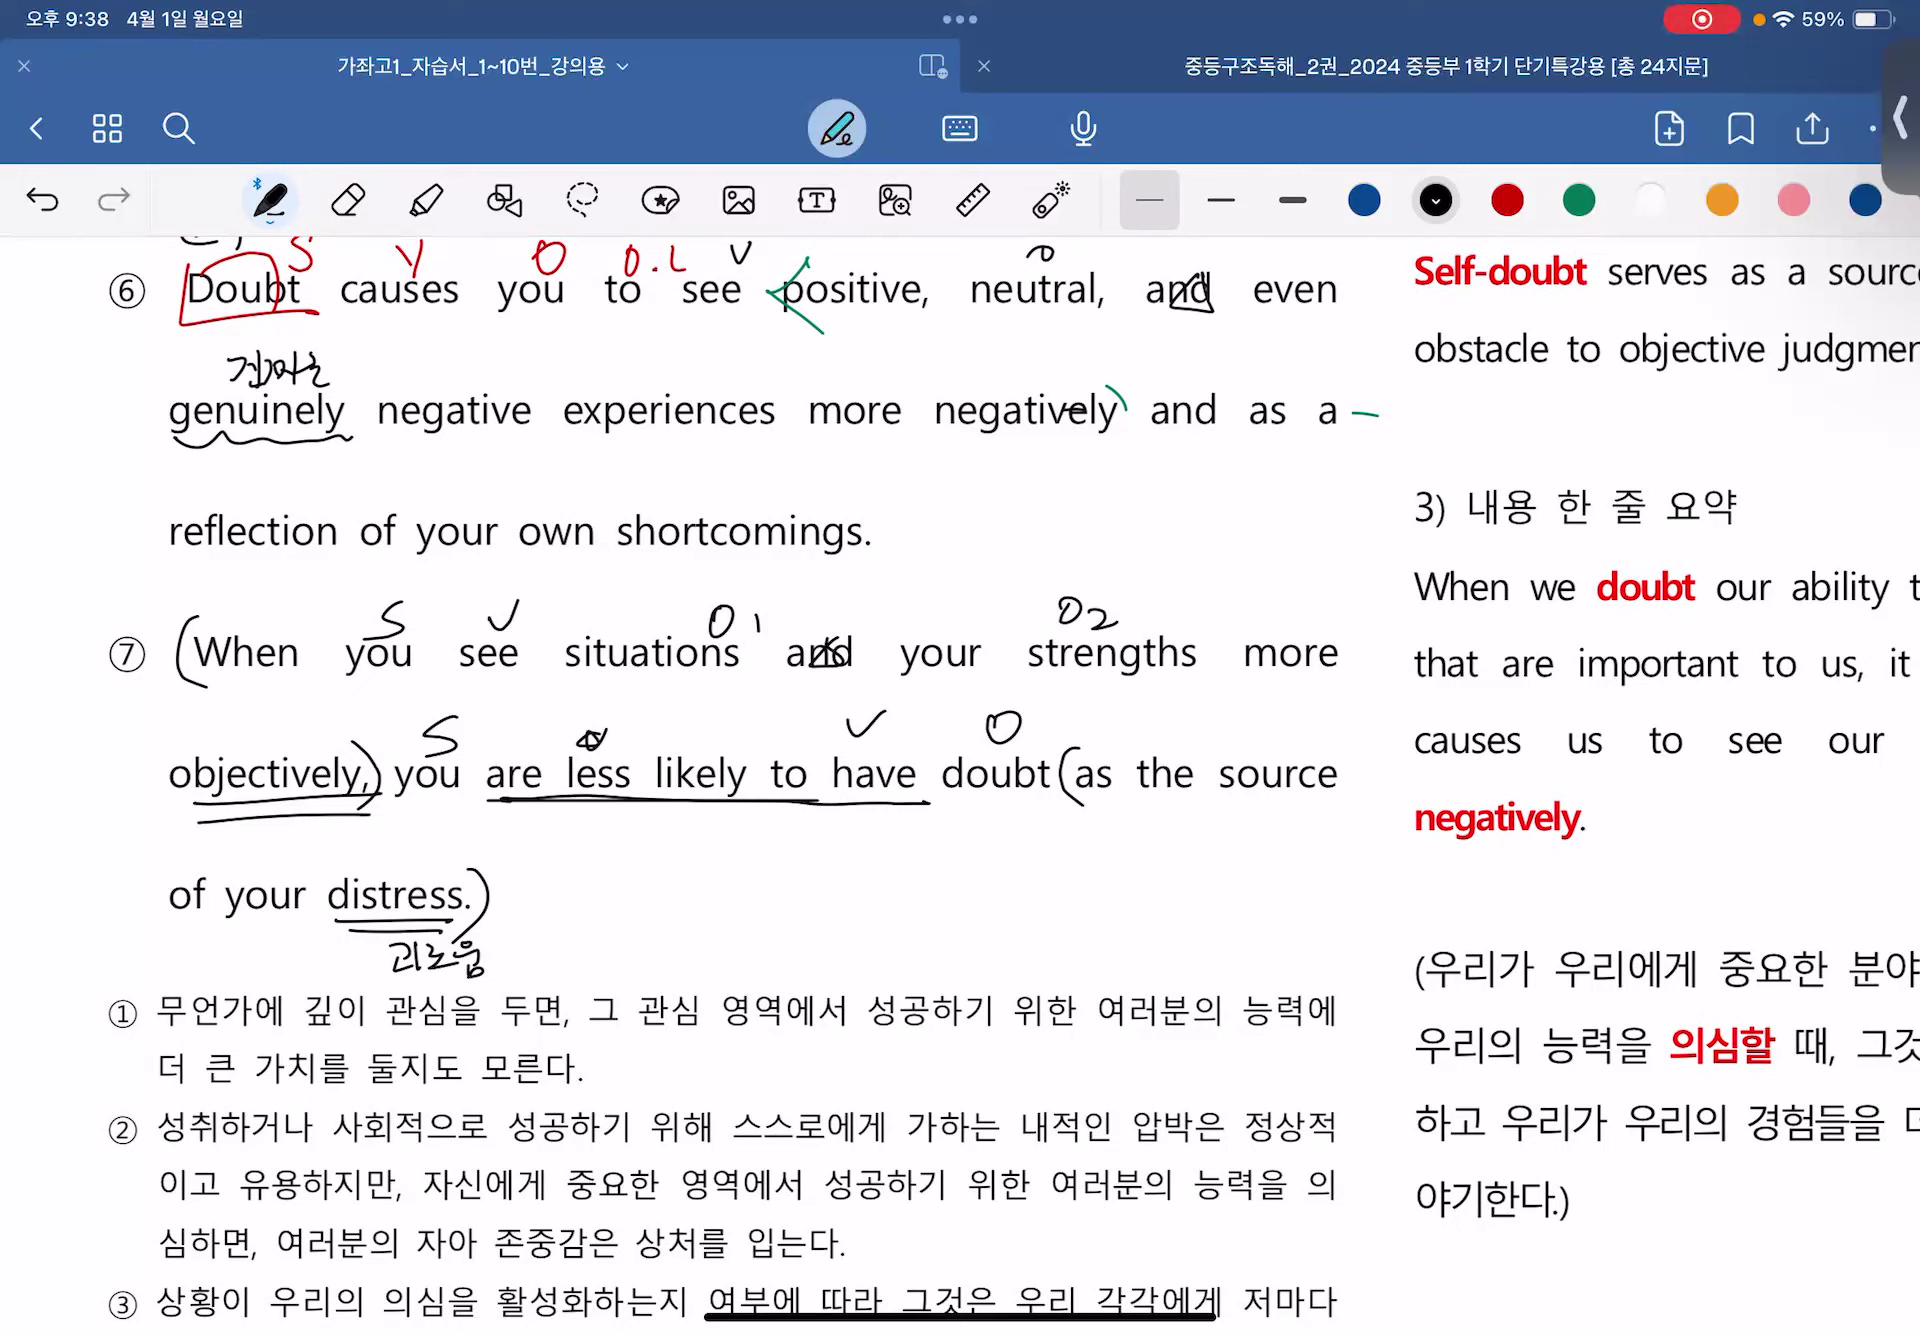 오후 9:38 4월 1일 월요일
59%
가좌고1_자습서_1~10번_강의용
중등구조독해_2권_2024 중등부 1학기 단기특강용 [총 24지문]
S V O O.C V O
⑥ Doubt causes you to see positive, neutral, and even
genuinely negative experiences more negatively and as a
reflection of your own shortcomings.
S V O1 O2
⑦ (When you see situations and your strengths more
S V O
objectively,) you are less likely to have doubt (as the source
of your distress.)
괴로움
① 무언가에 깊이 관심을 두면, 그 관심 영역에서 성공하기 위한 여러분의 능력에
더 큰 가치를 둘지도 모른다.
② 성취하거나 사회적으로 성공하기 위해 스스로에게 가하는 내적인 압박은 정상적
이고 유용하지만, 자신에게 중요한 영역에서 성공하기 위한 여러분의 능력을 의
심하면, 여러분의 자아 존중감은 상처를 입는다.
③ 상황이 우리의 의심을 활성화하는지 여부에 따라 그것은 우리 각각에게 저마다
Self-doubt serves as a source
obstacle to objective
3) 내용 한 줄 요약
When we doubt our ability
that are important to us, it
causes us to see our
negatively.
(우리가 우리에게 중요한 분야
우리의 능력을 의심할 때, 그것
하고 우리가 우리의 경험들을
야기한다.)